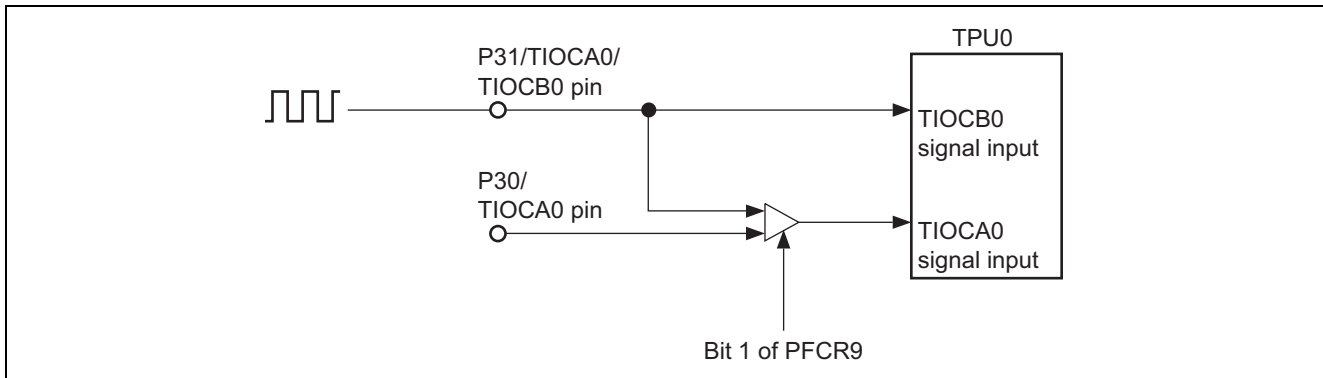 TPU0
P31/TIOCA0/
TIOCB0 pin
TIOCB0
signal input
P30/
TIOCA0 pin
TIOCA0
signal input
Bit 1 of PFCR9